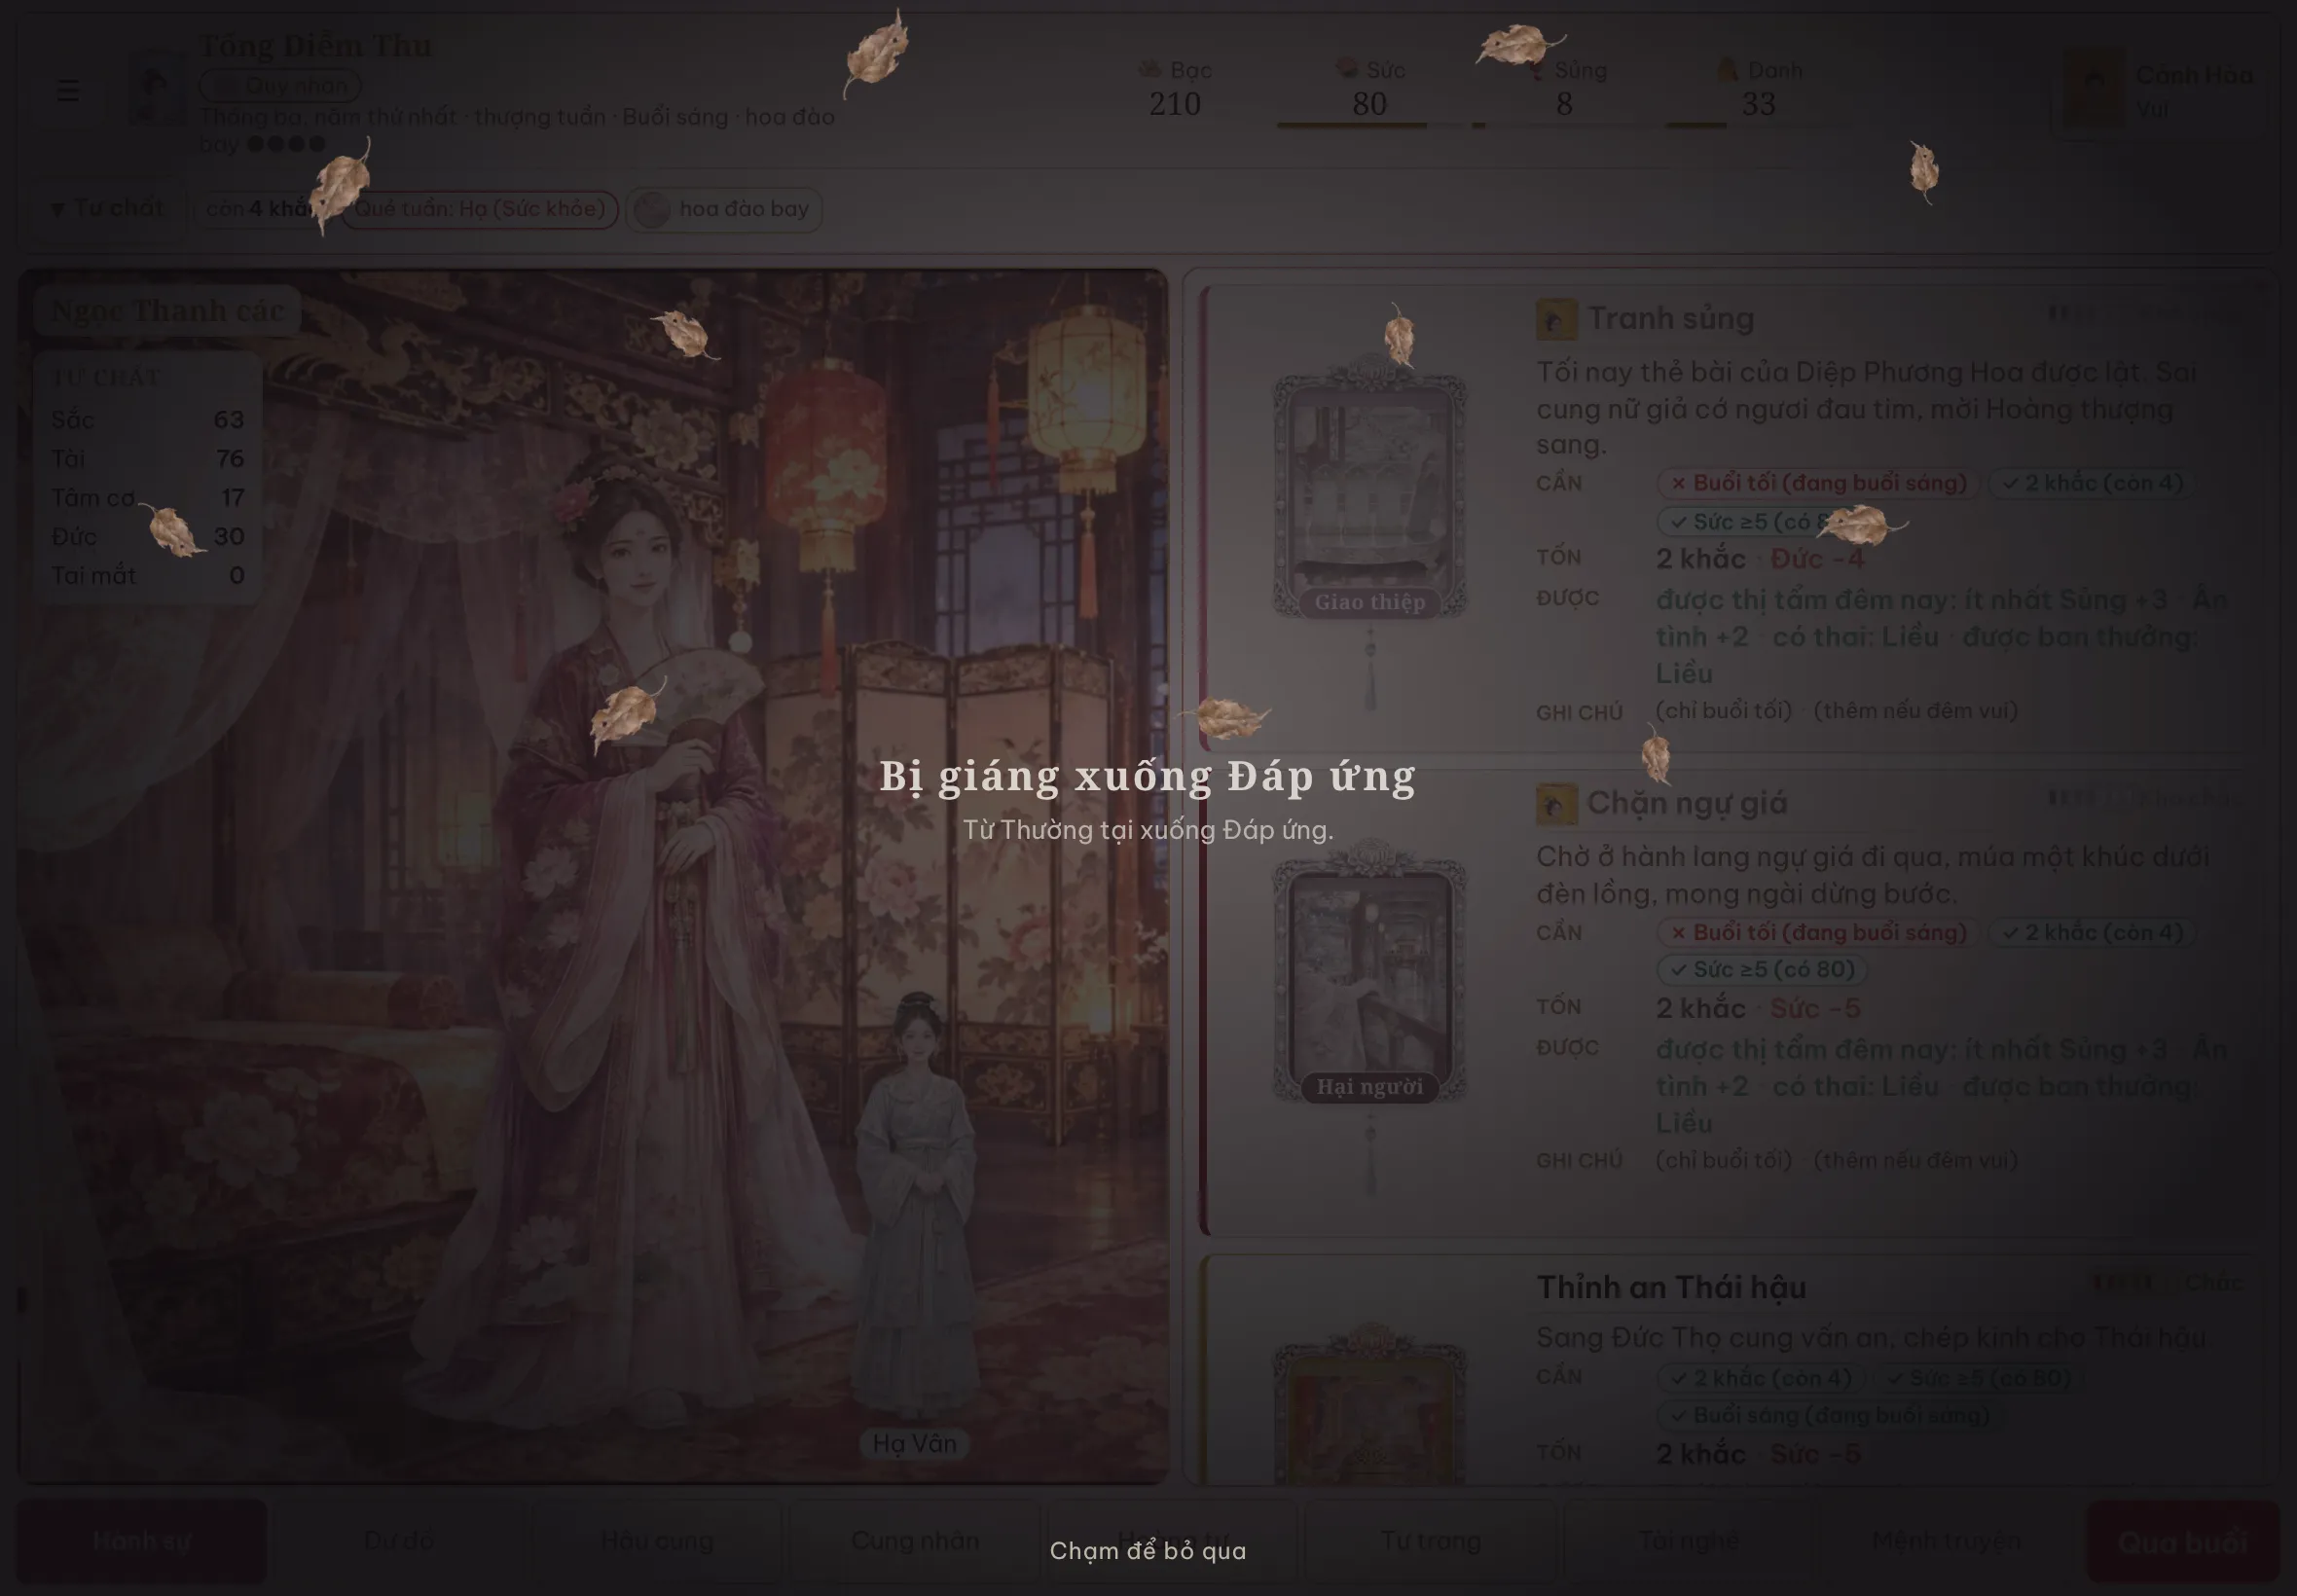 Tống Diễm Thu
Quý nhân
Tháng ba, năm thứ nhất · thượng tuần · Buổi sáng · hoa đào
bay
Bạc
210
Sức
80
Sủng
8
Danh
33
Cảnh Hòa
Vui
▼ Tư chất
còn 4 khắc
Quẻ tuần: Hạ (Sức khỏe)
hoa đào bay
Ngọc Thanh các
TƯ CHẤT
Sắc 63
Tài 76
Tâm cơ 17
Đức 30
Tai mắt 0
Hạ Vân
Tranh sủng
Tối nay thẻ bài của Diệp Phương Hoa được lật. Sai
cung nữ giả cớ ngươi đau tim, mời Hoàng thượng
sang.
CẦN × Buổi tối (đang buổi sáng) ✓ 2 khắc (còn 4)
✓ Sức ≥5 (có
TỐN 2 khắc · Đức −4
ĐƯỢC được thị tẩm đêm nay: ít nhất Sủng +3 · Ân
tình +2 · có thai: Liều · được ban thưởng:
Liều
GHI CHÚ (chỉ buổi tối) · (thêm nếu đêm vui)
Giao thiệp
Bị giáng xuống Đáp ứng
Từ Thường tại xuống Đáp ứng.
Chặn ngự giá
Chờ ở hành lang ngự giá đi qua, múa một khúc dưới
đèn lồng, mong ngài dừng bước.
CẦN × Buổi tối (đang buổi sáng) ✓ 2 khắc (còn 4)
✓ Sức ≥5 (có 80)
TỐN 2 khắc · Sức −5
ĐƯỢC được thị tẩm đêm nay: ít nhất Sủng +3 · Ân
tình +2 · có thai: Liều · được ban thưởng:
Liều
GHI CHÚ (chỉ buổi tối) · (thêm nếu đêm vui)
Hại người
Thỉnh an Thái hậu
Chắc
Sang Đức Thọ cung vấn an, chép kinh cho Thái hậu
CẦN ✓ 2 khắc (còn 4) ✓ Sức ≥5 (có 80)
✓ Buổi sáng (đang buổi sáng)
TỐN 2 khắc · Sức −5
Hành sự
Dự đồ
Hậu cung
Cung nhân
Hoàng tự
Tư trang
Tài nghệ
Mệnh truyện
Qua buổi
Chạm để bỏ qua